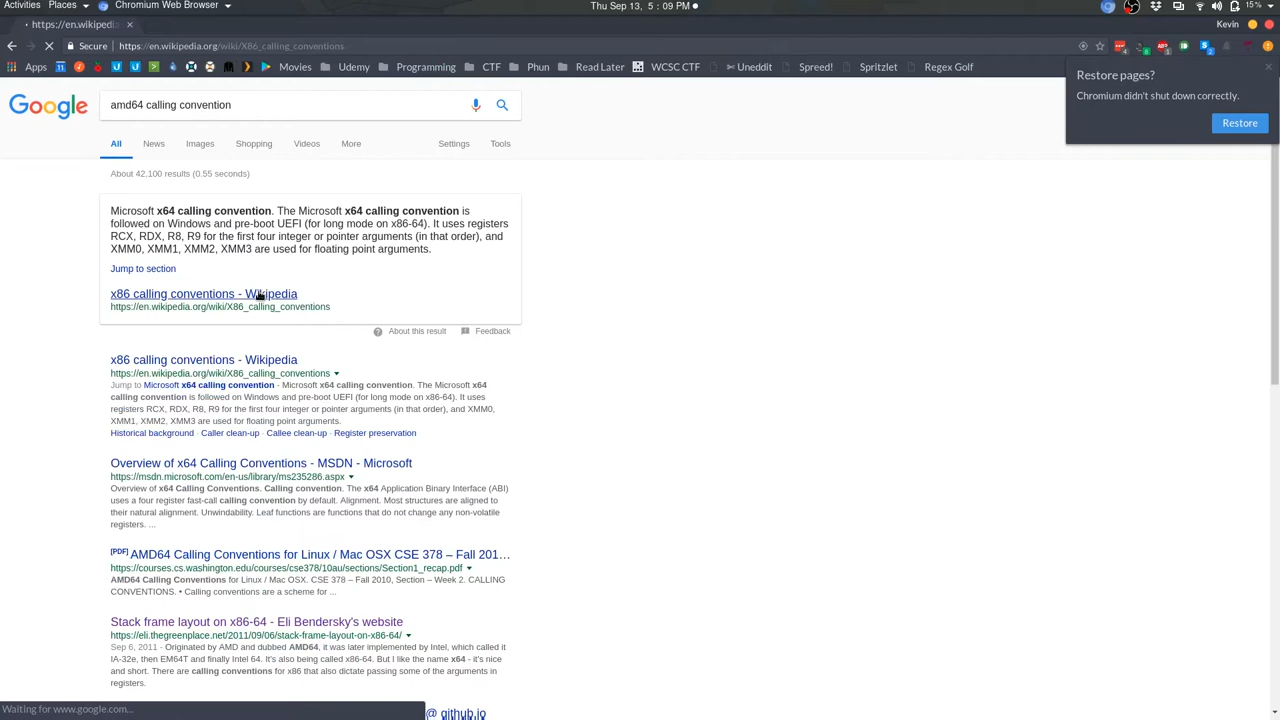 Activities Places Chromium Web Browser Thu Sep 13, 5:09 PM 15%
https://en.wikipedi Kevin
Secure https://en.wikipedia.org/wiki/X86_calling_conventions
Apps Movies Udemy Programming CTF Phun Read Later WCSC CTF Uneddit Spreed! Spritzlet Regex Golf
Restore pages?
Chromium didn't shut down correctly.
Restore
Google amd64 calling convention
All News Images Shopping Videos More Settings Tools
About 42,100 results (0.55 seconds)
Microsoft x64 calling convention. The Microsoft x64 calling convention is
followed on Windows and pre-boot UEFI (for long mode on x86-64). It uses registers
RCX, RDX, R8, R9 for the first four integer or pointer arguments (in that order), and
XMM0, XMM1, XMM2, XMM3 are used for floating point arguments.
Jump to section
x86 calling conventions - Wikipedia
https://en.wikipedia.org/wiki/X86_calling_conventions
About this result Feedback
x86 calling conventions - Wikipedia
https://en.wikipedia.org/wiki/X86_calling_conventions
Jump to Microsoft x64 calling convention - Microsoft x64 calling convention. The Microsoft x64
calling convention is followed on Windows and pre-boot UEFI (for long mode on x86-64). It uses
registers RCX, RDX, R8, R9 for the first four integer or pointer arguments (in that order), and XMM0,
XMM1, XMM2, XMM3 are used for floating point arguments.
Historical background · Caller clean-up · Callee clean-up · Register preservation
Overview of x64 Calling Conventions - MSDN - Microsoft
https://msdn.microsoft.com/en-us/library/ms235286.aspx
Overview of x64 Calling Conventions. Calling convention. The x64 Application Binary Interface (ABI)
uses a four register fast-call calling convention by default. Alignment. Most structures are aligned to
their natural alignment. Unwindability. Leaf functions are functions that do not change any non-volatile
registers. ...
[PDF] AMD64 Calling Conventions for Linux / Mac OSX CSE 378 – Fall 201…
https://courses.cs.washington.edu/courses/cse378/10au/sections/Section1_recap.pdf
AMD64 Calling Conventions for Linux / Mac OSX. CSE 378 – Fall 2010, Section – Week 2. CALLING
CONVENTIONS. • Calling conventions are a scheme for ...
Stack frame layout on x86-64 - Eli Bendersky's website
https://eli.thegreenplace.net/2011/09/06/stack-frame-layout-on-x86-64/
Sep 6, 2011 - Originated by AMD and dubbed AMD64, it was later implemented by Intel, which called it
IA-32e, then EM64T and finally Intel 64. It's also being called x86-64. But I like the name x64 - it's nice
and short. There are calling conventions for x86 that also dictate passing some of the arguments in
registers.
Waiting for www.google.com... @ github.io